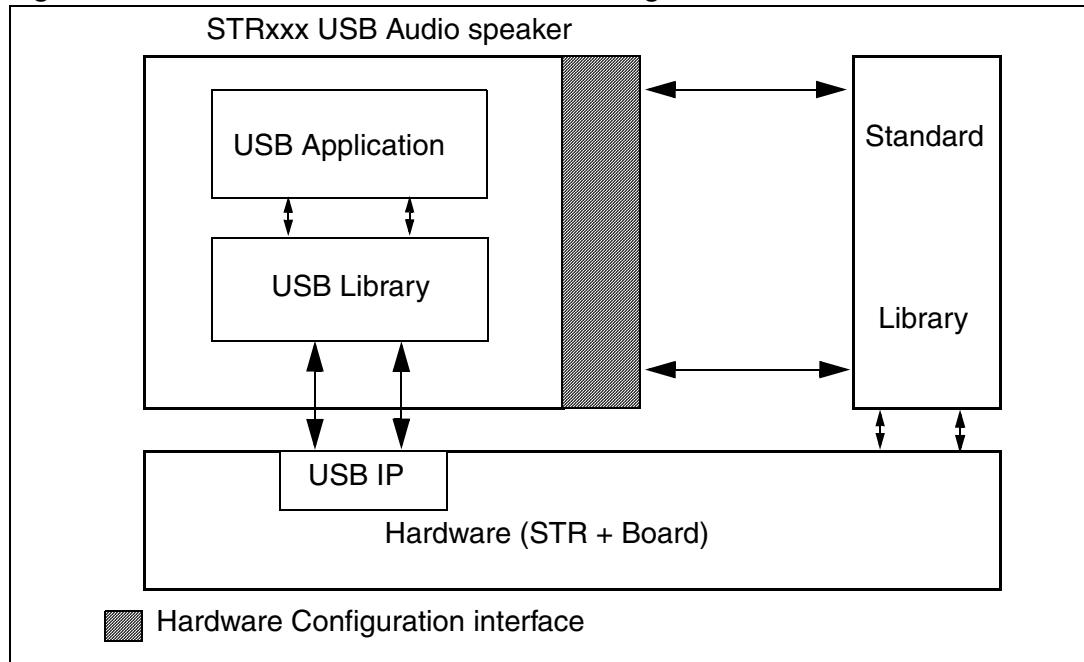 STRxxx USB Audio speaker
USB Application
Standard
USB Library
Library
USB IP
Hardware (STR + Board)
Hardware Configuration interface